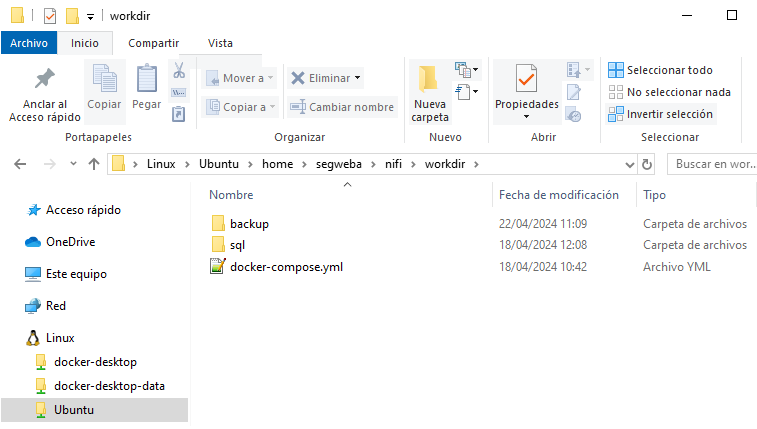 workdir
Archivo Inicio Compartir Vista
Anclar al
Acceso rápido
Copiar
Pegar
Portapapeles
Mover a
Copiar a
Eliminar
Cambiar nombre
Organizar
Nueva
carpeta
Nuevo
Propiedades
Abrir
Seleccionar todo
No seleccionar nada
Invertir selección
Seleccionar
Linux > Ubuntu > home > segweba > nifi > workdir >
Buscar en wor...
Nombre Fecha de modificación Tipo
backup 22/04/2024 11:09 Carpeta de archivos
sql 18/04/2024 12:08 Carpeta de archivos
docker-compose.yml 18/04/2024 10:42 Archivo YML
Acceso rápido
OneDrive
Este equipo
Red
Linux
docker-desktop
docker-desktop-data
Ubuntu